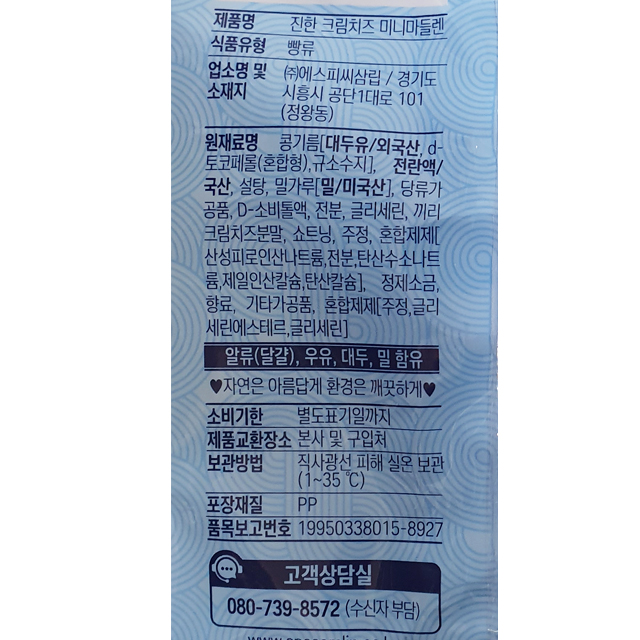 제품명 진한 크림치즈 미니마들렌
식품유형 빵류
업소명 및 ㈜에스피씨삼립 / 경기도
소재지 시흥시 공단1대로 101
(정왕동)
원재료명 콩기름[대두유/외국산, d-
토코페롤(혼합형),규소수지], 전란액/
국산, 설탕, 밀가루[밀/미국산], 당류가
공품, D-소비톨액, 전분, 글리세린, 끼리
크림치즈분말, 쇼트닝, 주정, 혼합제제[
산성피로인산나트륨,전분,탄산수소나트
륨,제일인산칼슘,탄산칼슘], 정제소금,
향료, 기타가공품, 혼합제제[주정,글리
세린에스테르,글리세린]
알류(달걀), 우유, 대두, 밀 함유
♥자연은 아름답게 환경은 깨끗하게♥
소비기한 별도표기일까지
제품교환장소 본사 및 구입처
보관방법 직사광선 피해 실온 보관
(1~35 ℃)
포장재질 PP
품목보고번호 19950338015-8927
고객상담실
080-739-8572 (수신자 부담)